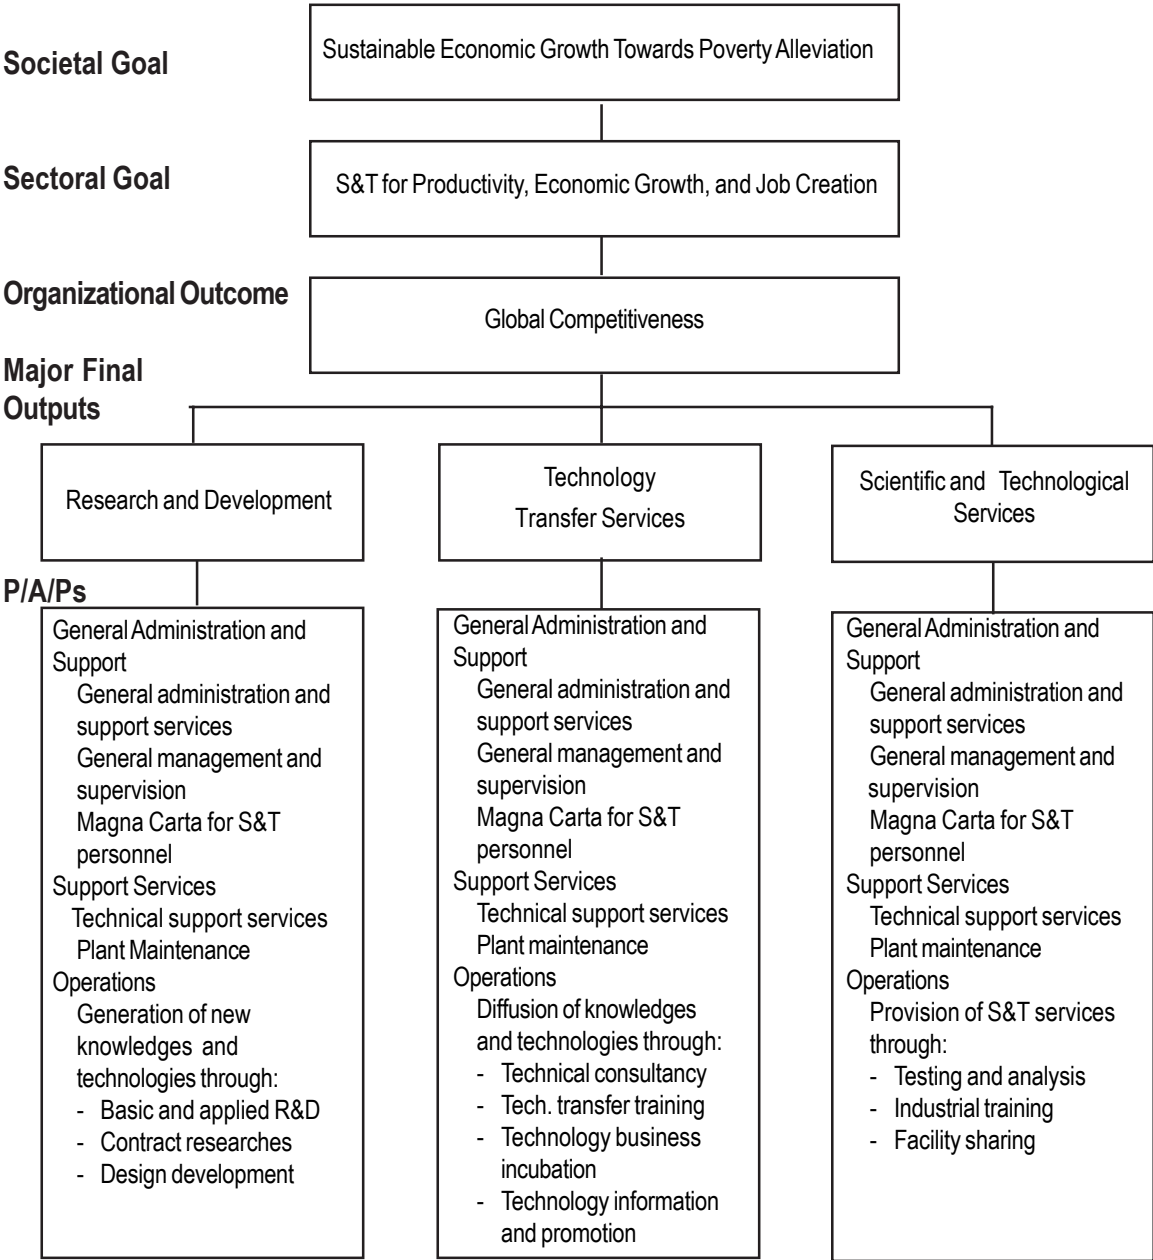 Societal Goal
Sustainable Economic Growth Towards Poverty Alleviation
Sectoral Goal
S&T for Productivity, Economic Growth, and Job Creation
Organizational Outcome
Global Competitiveness
Major Final
Outputs
Research and Development
Technology
Transfer Services
Scientific and Technological
Services
P/A/Ps
General Administration and
Support
General administration and
support services
General management and
supervision
Magna Carta for S&T
personnel
Support Services
Technical support services
Plant Maintenance
Operations
Generation of new
knowledges and
technologies through:
- Basic and applied R&D
- Contract researches
- Design development
General Administration and
Support
General administration and
support services
General management and
supervision
Magna Carta for S&T
personnel
Support Services
Technical support services
Plant maintenance
Operations
Diffusion of knowledges
and technologies through:
- Technical consultancy
- Tech. transfer training
- Technology business
incubation
- Technology information
and promotion
General Administration and
Support
General administration and
support services
General management and
supervision
Magna Carta for S&T
personnel
Support Services
Technical support services
Plant maintenance
Operations
Provision of S&T services
through:
- Testing and analysis
- Industrial training
- Facility sharing